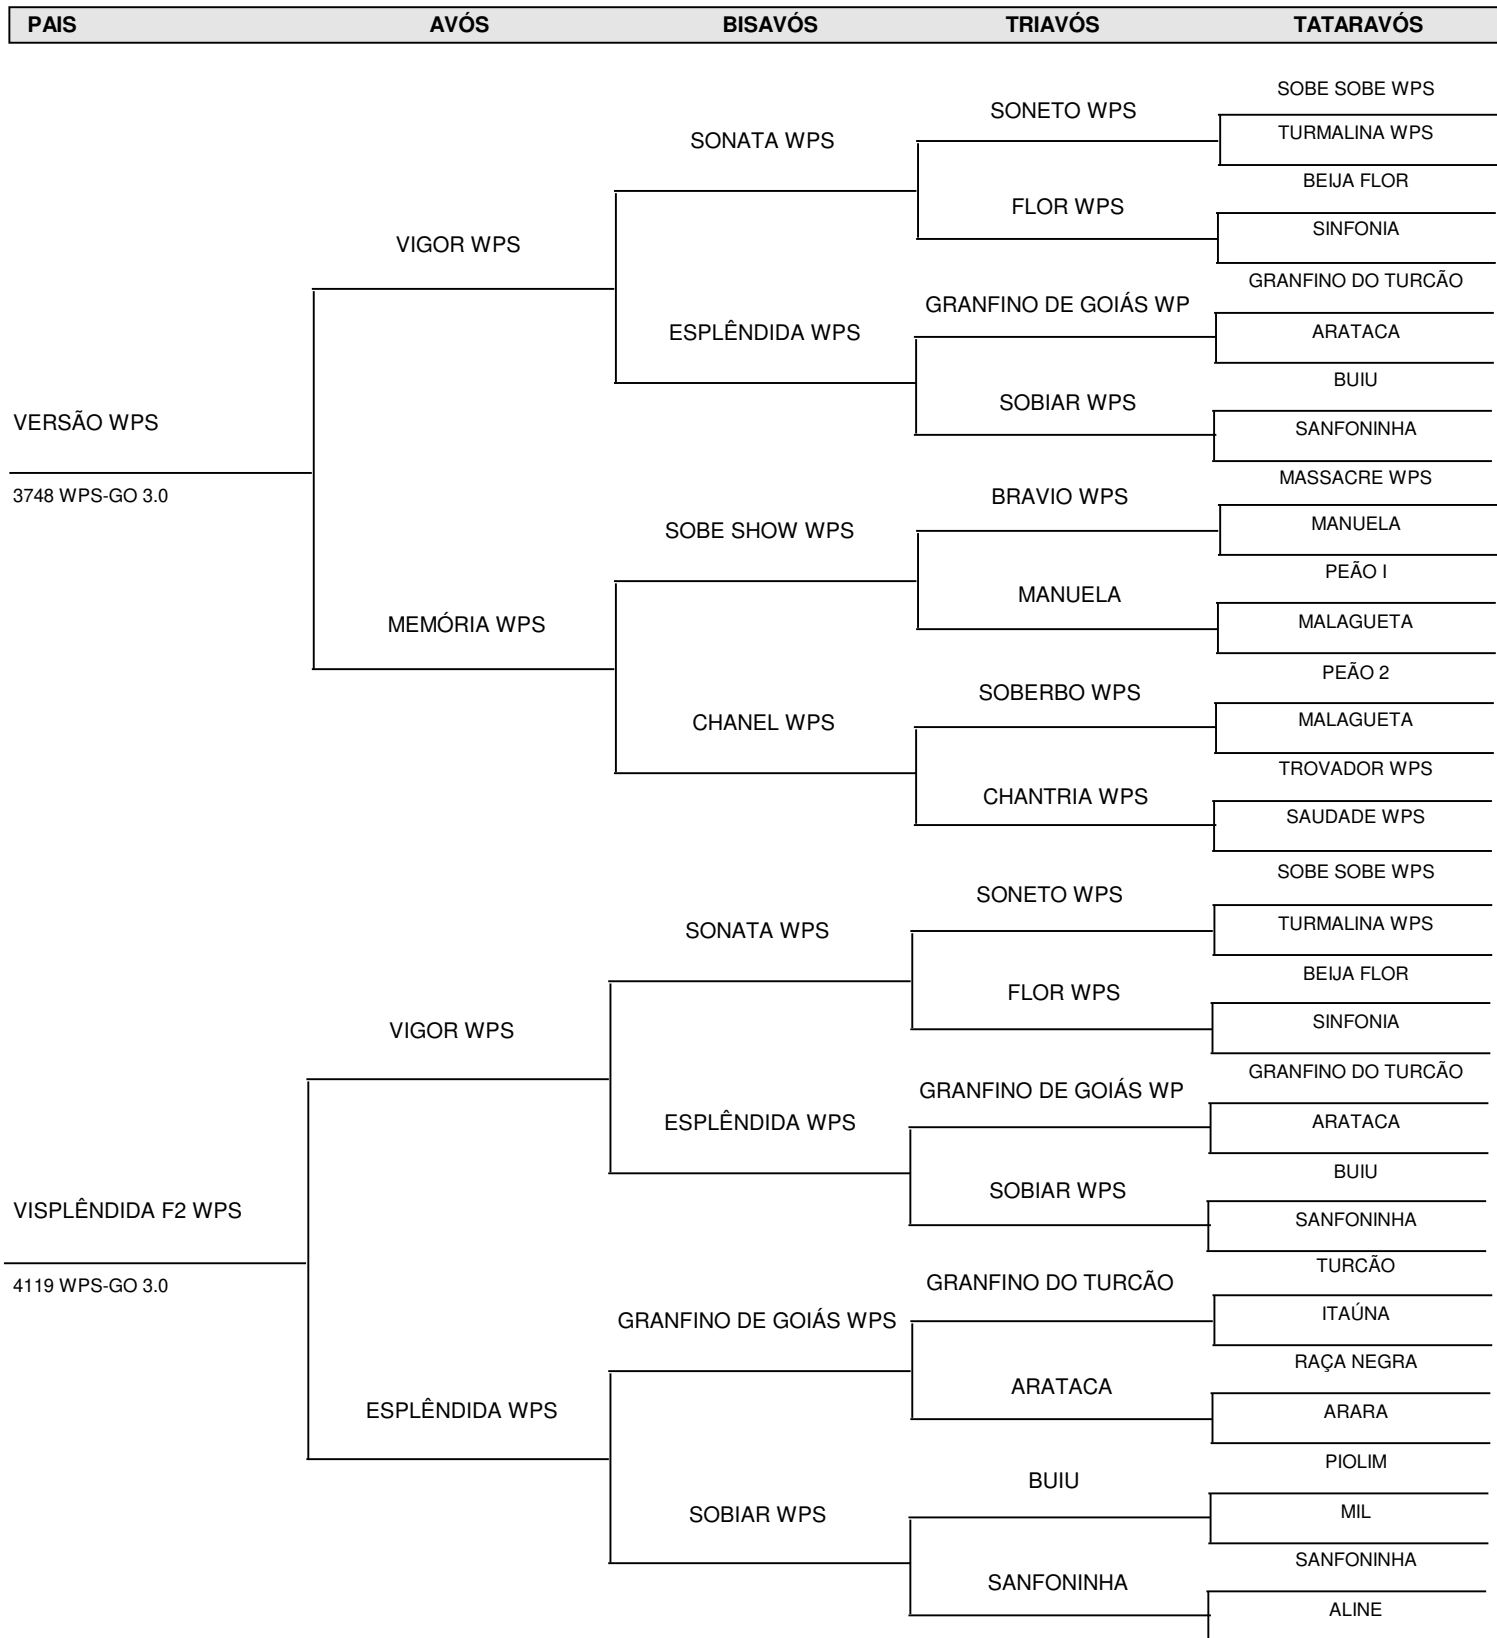 PAIS AVÓS BISAVÓS TRIAVÓS TATARAVÓS
SOBE SOBE WPS
SONETO WPS
TURMALINA WPS
SONATA WPS
BEIJA FLOR
FLOR WPS
SINFONIA
VIGOR WPS
GRANFINO DO TURCÃO
GRANFINO DE GOIÁS WP
ARATACA
ESPLÊNDIDA WPS
BUIU
SOBIAR WPS
SANFONINHA
VERSÃO WPS
3748 WPS-GO 3.0
MASSACRE WPS
BRAVIO WPS
MANUELA
SOBE SHOW WPS
PEÃO I
MANUELA
MALAGUETA
MEMÓRIA WPS
PEÃO 2
SOBERBO WPS
MALAGUETA
CHANEL WPS
TROVADOR WPS
CHANTRIA WPS
SAUDADE WPS
SOBE SOBE WPS
SONETO WPS
TURMALINA WPS
SONATA WPS
BEIJA FLOR
FLOR WPS
SINFONIA
VIGOR WPS
GRANFINO DO TURCÃO
GRANFINO DE GOIÁS WP
ARATACA
ESPLÊNDIDA WPS
BUIU
SOBIAR WPS
SANFONINHA
VISPLÊNDIDA F2 WPS
4119 WPS-GO 3.0
TURCÃO
GRANFINO DO TURCÃO
ITAÚNA
GRANFINO DE GOIÁS WPS
RAÇA NEGRA
ARATACA
ARARA
ESPLÊNDIDA WPS
PIOLIM
BUIU
MIL
SOBIAR WPS
SANFONINHA
SANFONINHA
ALINE